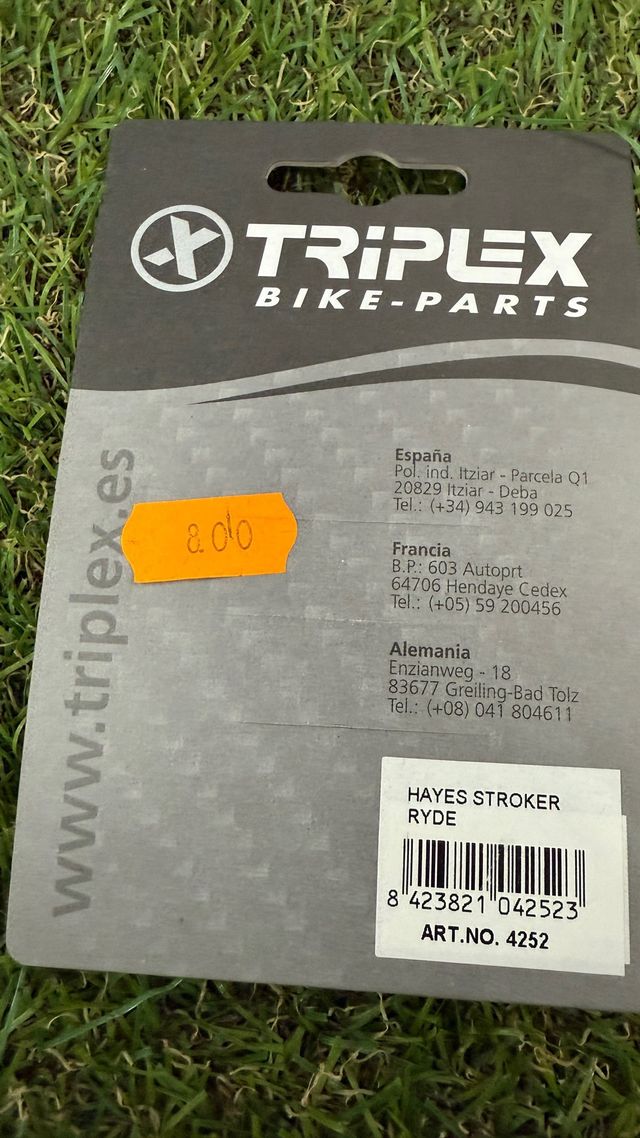 TRiPLEX
BIKE-PARTS
www.triplex.es
8.00
España
Pol. ind. Itziar - Parcela Q1
20829 Itziar - Deba
Tel.: (+34) 943 199 025
Francia
B.P.: 603 Autoprt
64706 Hendaye Cedex
Tel.: (+05) 59 200456
Alemania
Enzianweg - 18
83677 Greiling-Bad Tolz
Tel.: (+08) 041 804611
HAYES STROKER
RYDE
8 423821 042523
ART.NO. 4252